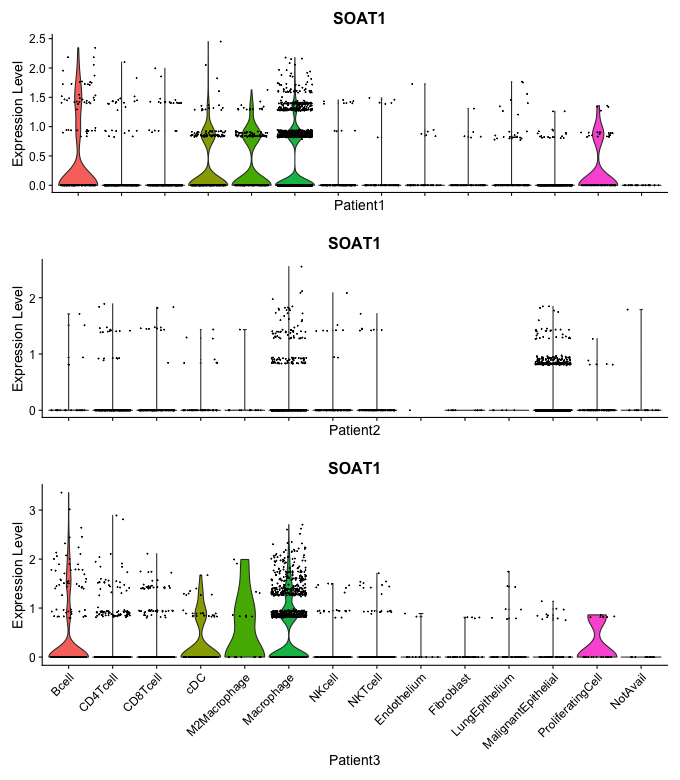 SOAT1
Expression Level
2.5
2.0
1.5
1.0
0.5
0.0
Patient1
SOAT1
Expression Level
2
1
0
Patient2
SOAT1
Expression Level
3
2
1
0
Bcell
CD4Tcell
CD8Tcell
cDC
M2Macrophage
Macrophage
NKcell
NKTcell
Endothelium
Fibroblast
LungEpithelium
MalignantEpithelial
ProliferatingCell
NotAvail
Patient3